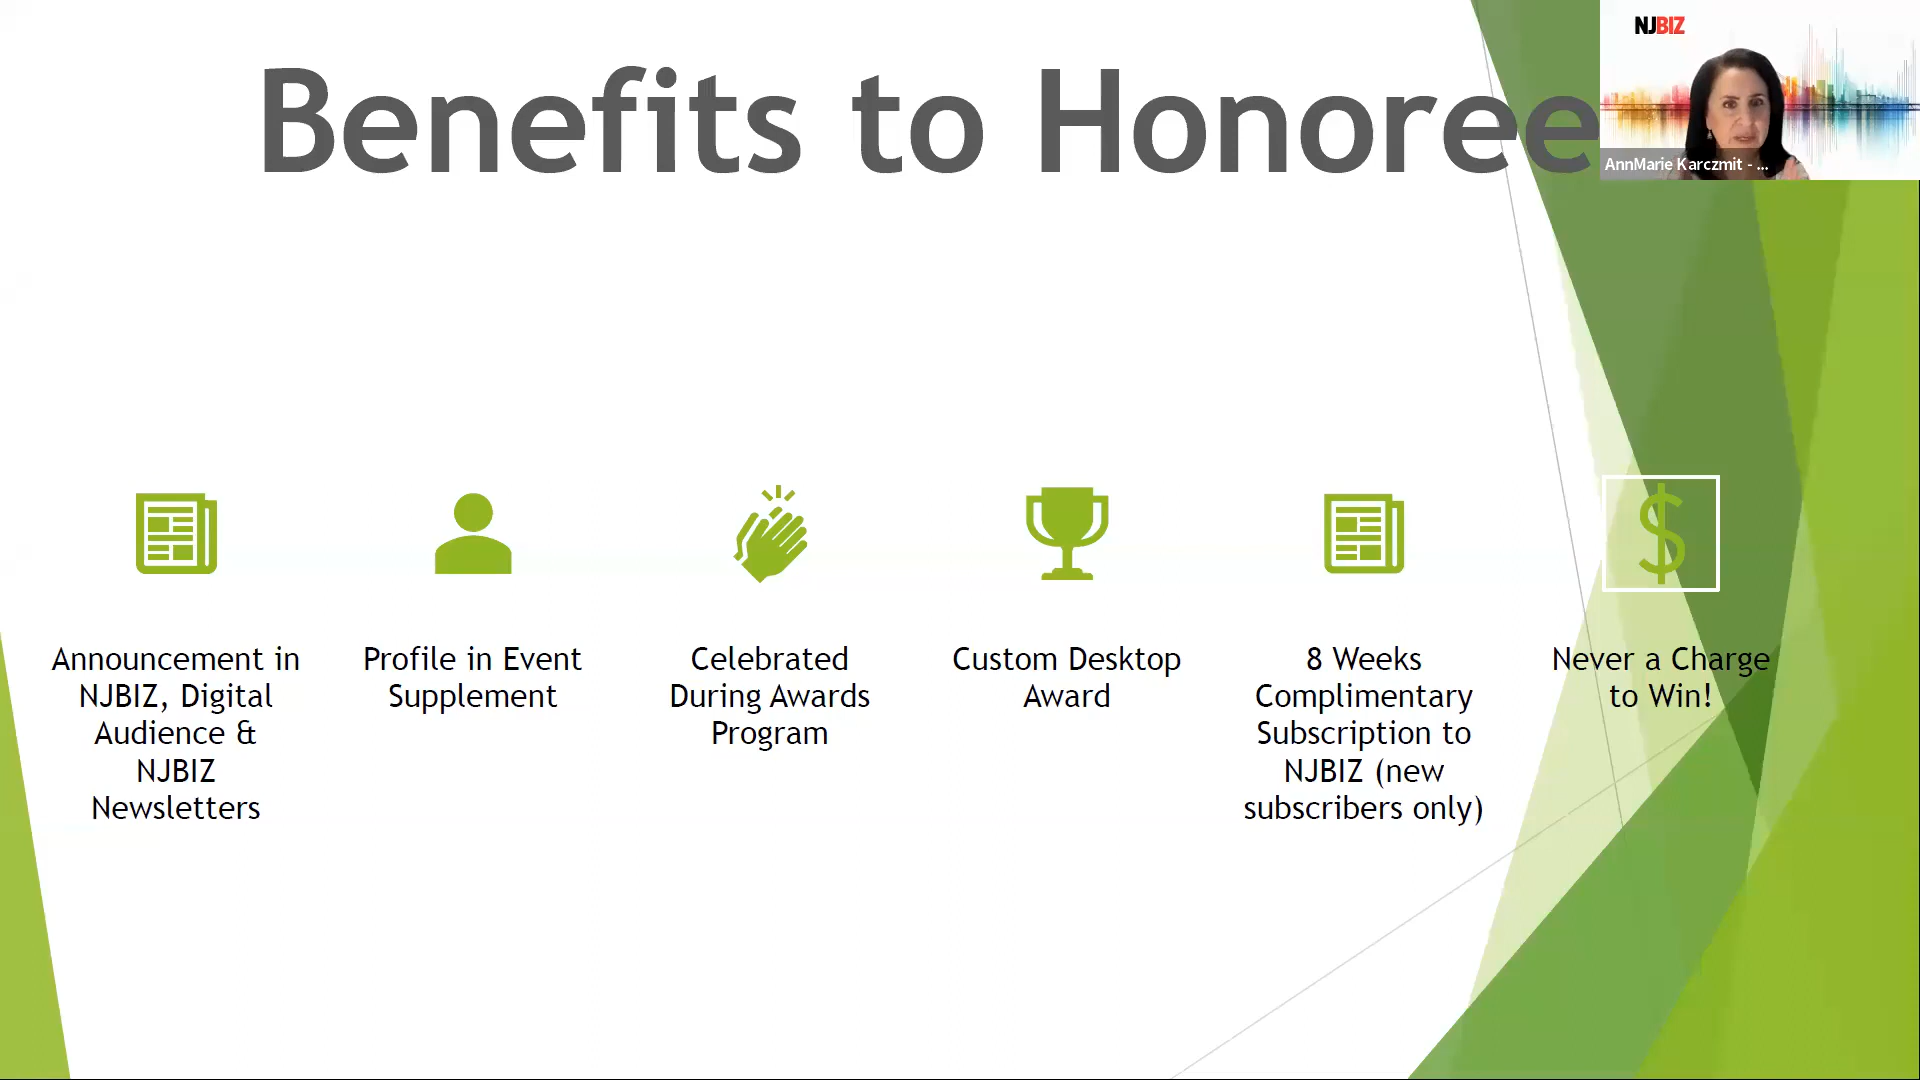 Benefits to Honoree
NJBIZ
AnnMarie Karczmit - ...
Announcement in
NJBIZ, Digital
Audience &
NJBIZ
Newsletters
Profile in Event
Supplement
Celebrated
During Awards
Program
Custom Desktop
Award
8 Weeks
Complimentary
Subscription to
NJBIZ (new
subscribers only)
$
Never a Charge
to Win!